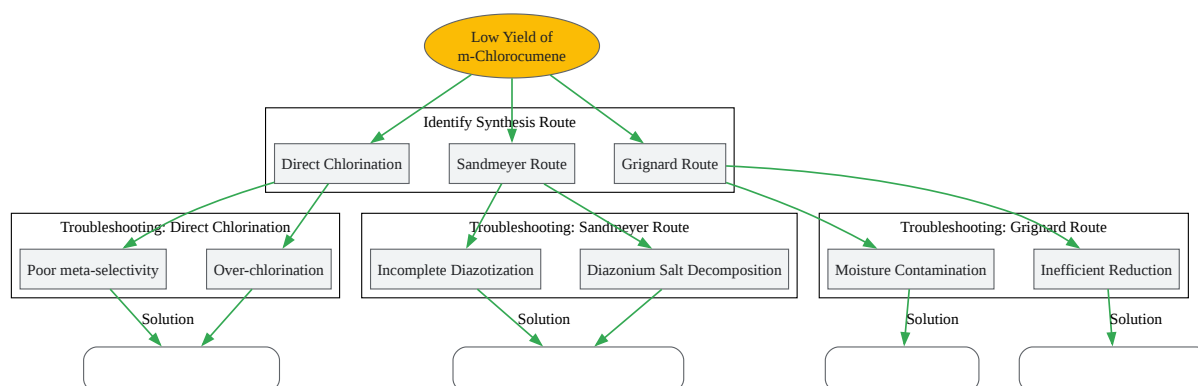 Low Yield of
m-Chlorocumene
Identify Synthesis Route
Direct Chlorination
Sandmeyer Route
Grignard Route
Troubleshooting: Direct Chlorination
Troubleshooting: Sandmeyer Route
Troubleshooting: Grignard Route
Poor meta-selectivity
Over-chlorination
Incomplete Diazotization
Diazonium Salt Decomposition
Moisture Contamination
Inefficient Reduction
Solution
Solution
Solution
Solution